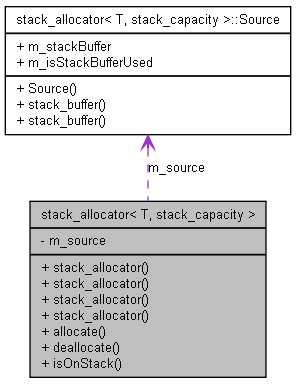 stack_allocator< T, stack_capacity >::Source
+ m_stackBuffer
+ m_isStackBufferUsed
+ Source()
+ stack_buffer()
+ stack_buffer()
m_source
stack_allocator< T, stack_capacity >
- m_source
+ stack_allocator()
+ stack_allocator()
+ stack_allocator()
+ stack_allocator()
+ allocate()
+ deallocate()
+ isOnStack()